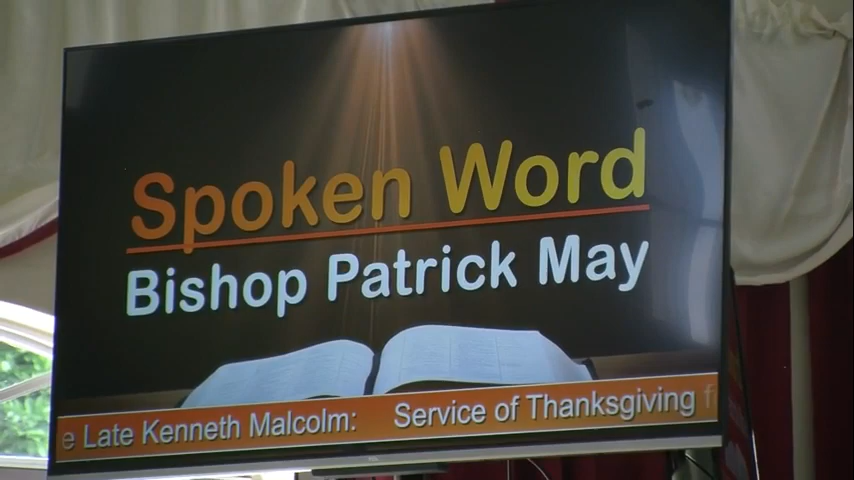 Spoken Word
Bishop Patrick May
e Late Kenneth Malcolm: Service of Thanksgiving f